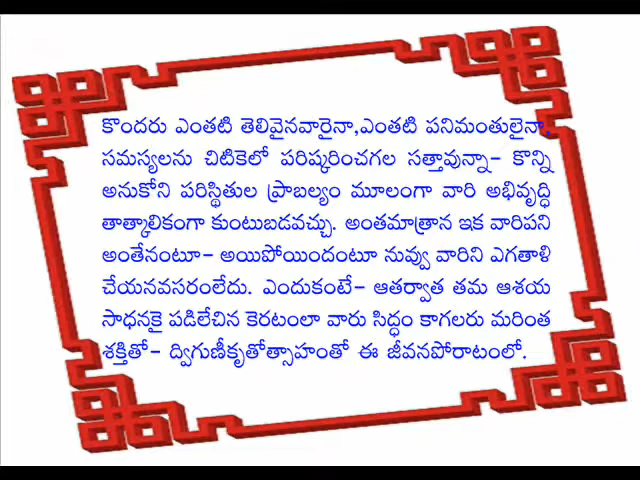 కొందరు ఎంతటి తెలివైనవారైనా,ఎంతటి పనిమంతులైనా,
సమస్యలను చిటికెలో పరిష్కరించగల సత్తావున్నా- కొన్ని
అనుకోని పరిస్థితుల ప్రాబల్యం మూలంగా వారి అభివృద్ధి
తాత్కాలికంగా కుంటుబడవచ్చు. అంతమాత్రాన ఇక వారిపని
అంతేనంటూ- అయిపోయిందంటూ నువ్వు వారిని ఎగతాళి
చేయనవసరంలేదు. ఎందుకంటే- ఆతర్వాత తమ ఆశయ
సాధనకై పడిలేచిన కెరటంలా వారు సిద్ధం కాగలరు మరింత
శక్తితో- ద్విగుణీకృతోత్సాహంతో ఈ జీవనపోరాటంలో.